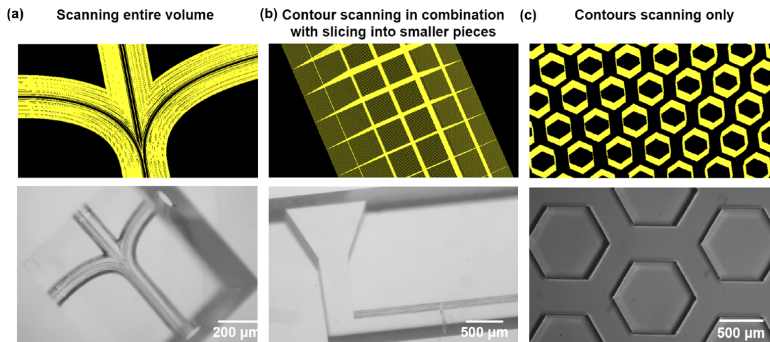 (a) Scanning entire volume
(b) Contour scanning in combination
with slicing into smaller pieces
(c) Contours scanning only
200 µm
500 µm
500 µm